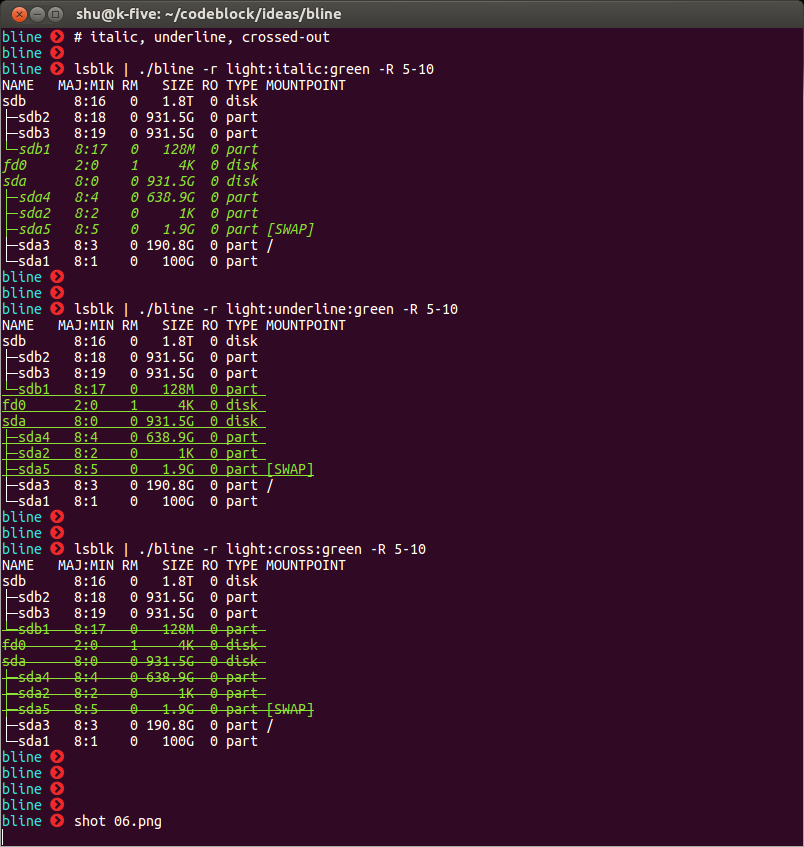 shu@k-five: ~/codeblock/ideas/bline
bline # italic, underline, crossed-out
bline
bline lsblk | ./bline -r light:italic:green -R 5-10
NAME   MAJ:MIN RM   SIZE RO TYPE MOUNTPOINT
sdb      8:16   0   1.8T  0 disk
├─sdb2   8:18   0 931.5G  0 part
├─sdb3   8:19   0 931.5G  0 part
└─sdb1   8:17   0   128M  0 part
fd0      2:0    1     4K  0 disk
sda      8:0    0 931.5G  0 disk
├─sda4   8:4    0 638.9G  0 part
├─sda2   8:2    0     1K  0 part
├─sda5   8:5    0   1.9G  0 part [SWAP]
├─sda3   8:3    0 190.8G  0 part /
└─sda1   8:1    0   100G  0 part
bline
bline
bline lsblk | ./bline -r light:underline:green -R 5-10
NAME   MAJ:MIN RM   SIZE RO TYPE MOUNTPOINT
sdb      8:16   0   1.8T  0 disk
├─sdb2   8:18   0 931.5G  0 part
├─sdb3   8:19   0 931.5G  0 part
└─sdb1   8:17   0   128M  0 part
fd0      2:0    1     4K  0 disk
sda      8:0    0 931.5G  0 disk
├─sda4   8:4    0 638.9G  0 part
├─sda2   8:2    0     1K  0 part
├─sda5   8:5    0   1.9G  0 part [SWAP]
├─sda3   8:3    0 190.8G  0 part /
└─sda1   8:1    0   100G  0 part
bline
bline
bline lsblk | ./bline -r light:cross:green -R 5-10
NAME   MAJ:MIN RM   SIZE RO TYPE MOUNTPOINT
sdb      8:16   0   1.8T  0 disk
├─sdb2   8:18   0 931.5G  0 part
├─sdb3   8:19   0 931.5G  0 part
└─sdb1   8:17   0   128M  0 part
fd0      2:0    1     4K  0 disk
sda      8:0    0 931.5G  0 disk
├─sda4   8:4    0 638.9G  0 part
├─sda2   8:2    0     1K  0 part
├─sda5   8:5    0   1.9G  0 part [SWAP]
├─sda3   8:3    0 190.8G  0 part /
└─sda1   8:1    0   100G  0 part
bline
bline
bline
bline
bline shot 06.png